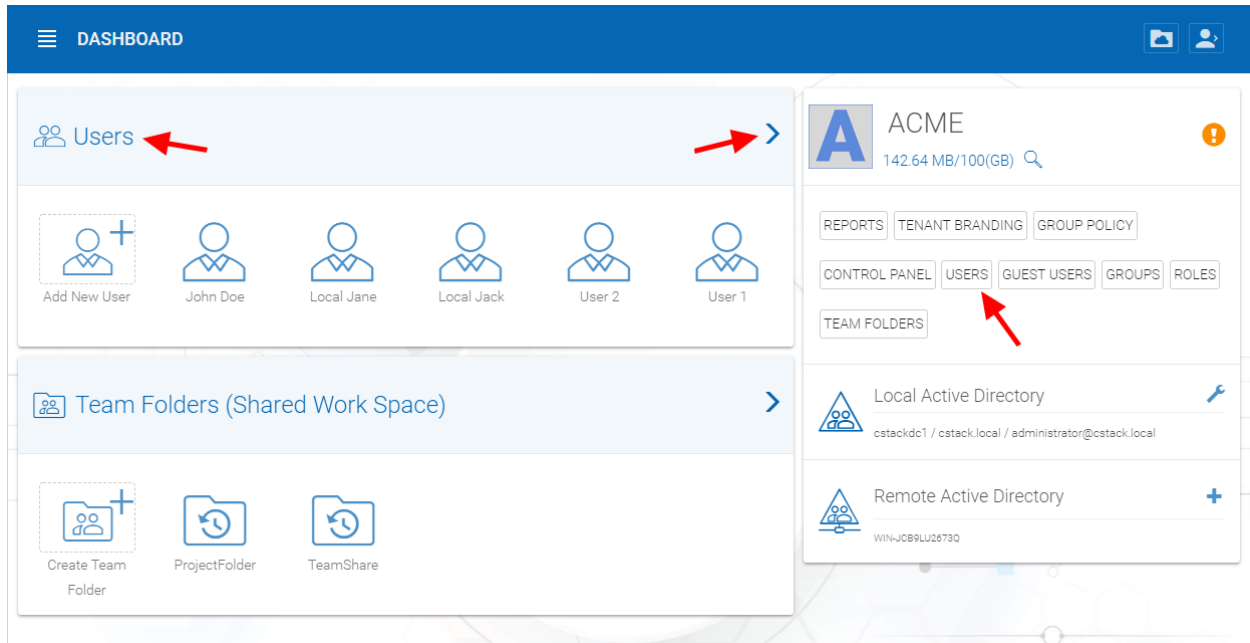 DASHBOARD
Users
Add New User
John Doe
Local Jane
Local Jack
User 2
User 1
Team Folders (Shared Work Space)
Create Team
Folder
ProjectFolder
TeamShare
A
ACME
142.64 MB/100(GB)
REPORTS TENANT BRANDING GROUP POLICY
CONTROL PANEL USERS GUEST USERS GROUPS ROLES
TEAM FOLDERS
Local Active Directory
cstackdc1 / cstack.local / administrator@cstack.local
Remote Active Directory
WIN-JCB9LU2673Q